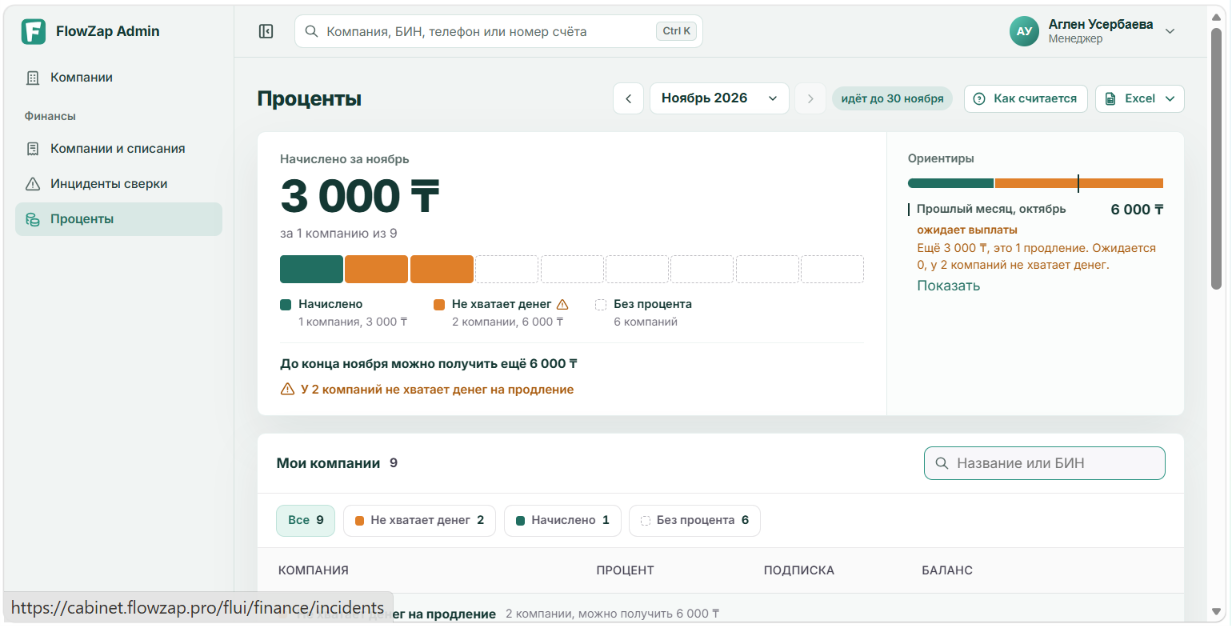 FlowZap Admin
Компания, БИН, телефон или номер счёта
Ctrl K
АУ
Аглен Усербаева
Менеджер
Компании
Финансы
Компании и списания
Инциденты сверки
Проценты
Проценты
Ноябрь 2026
идёт до 30 ноября
Как считается
Excel
Начислено за ноябрь
3 000 ₸
за 1 компанию из 9
Начислено
1 компания, 3 000 ₸
Не хватает денег
2 компании, 6 000 ₸
Без процента
6 компаний
До конца ноября можно получить ещё 6 000 ₸
У 2 компаний не хватает денег на продление
Ориентиры
Прошлый месяц, октябрь 6 000 ₸
ожидает выплаты
Ещё 3 000 ₸, это 1 продление. Ожидается
0, у 2 компаний не хватает денег.
Показать
Мои компании 9
Название или БИН
Все 9
Не хватает денег 2
Начислено 1
Без процента 6
КОМПАНИЯ ПРОЦЕНТ ПОДПИСКА БАЛАНС
на продление 2 компании, можно получить 6 000 ₸
https://cabinet.flowzap.pro/flui/finance/incidents